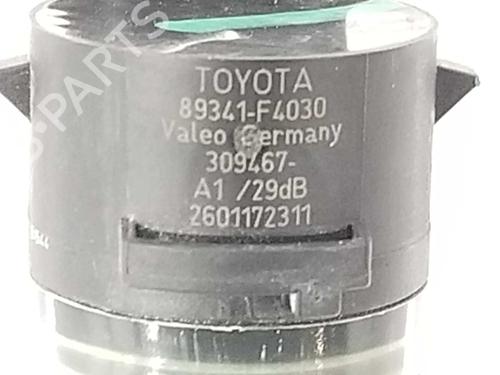 TOYOTA
89341-F4030
Valeo Germany
309467-
A1 /29dB
2601172311